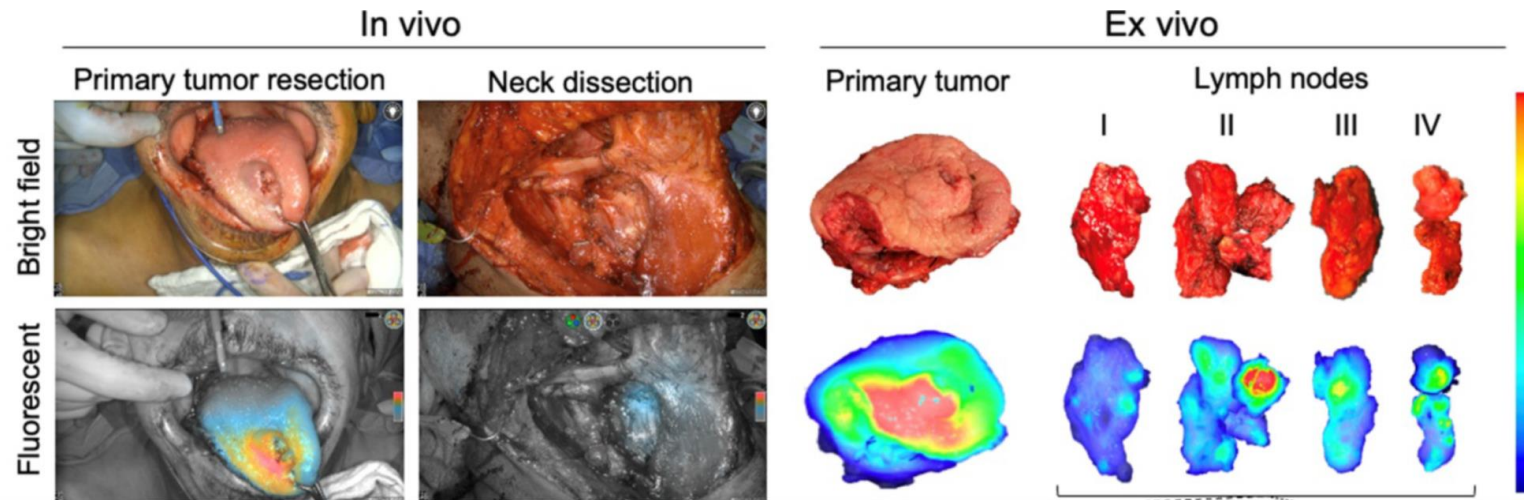 In vivo
Ex vivo
Primary tumor resection
Neck dissection
Primary tumor
Lymph nodes
I
II
III
IV
Bright field
Fluorescent